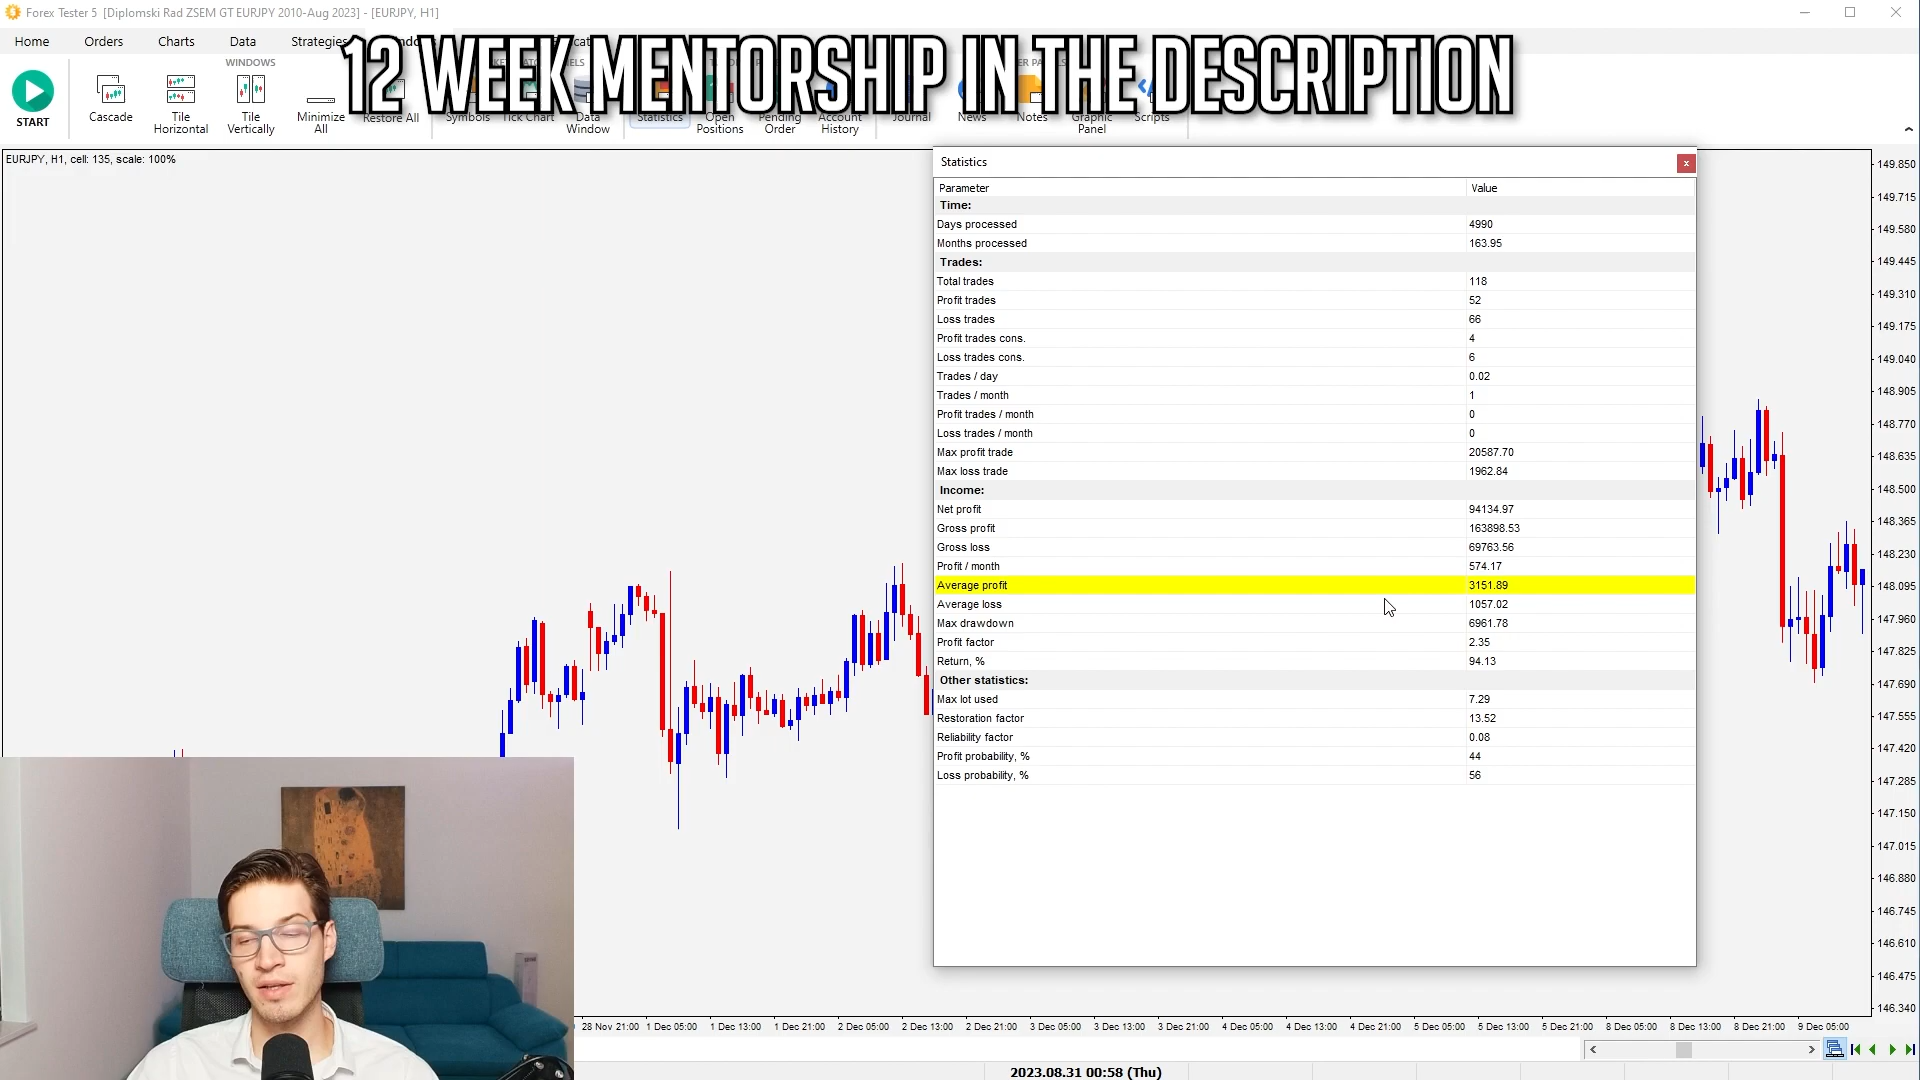 Forex Tester 5 [Diplomski Rad ZSEM GT EURJPY 2010-Aug 2023] - [EURJPY, H1]
Home Orders Charts Data Strategies
12 WEEK MENTORSHIP IN THE DESCRIPTION
WINDOWS
START
Cascade
Tile Horizontal
Tile Vertically
Minimize All
Restore All
Symbols
Tick Chart
Data Window
Statistics
Open Positions
Pending Order
Account History
Journal
News
Notes
Graphic Panel
Scripts
EURJPY, H1, cell: 135, scale: 100%
Statistics
x
Parameter Value
Time:
Days processed 4990
Months processed 163.95
Trades:
Total trades 118
Profit trades 52
Loss trades 66
Profit trades cons. 4
Loss trades cons. 6
Trades / day 0.02
Trades / month 1
Profit trades / month 0
Loss trades / month 0
Max profit trade 20587.70
Max loss trade 1962.84
Income:
Net profit 94134.97
Gross profit 163898.53
Gross loss 69763.56
Profit / month 574.17
Average profit 3151.89
Average loss 1057.02
Max drawdown 6961.78
Profit factor 2.35
Return, % 94.13
Other statistics:
Max lot used 7.29
Restoration factor 13.52
Reliability factor 0.08
Profit probability, % 44
Loss probability, % 56
149.850
149.715
149.580
149.445
149.310
149.175
149.040
148.905
148.770
148.635
148.500
148.365
148.230
148.095
147.960
147.825
147.690
147.555
147.420
147.285
147.150
147.015
146.880
146.745
146.610
146.475
146.340
28 Nov 21:00 1 Dec 05:00 1 Dec 13:00 1 Dec 21:00 2 Dec 05:00 2 Dec 13:00 2 Dec 21:00 3 Dec 05:00 3 Dec 13:00 3 Dec 21:00 4 Dec 05:00 4 Dec 13:00 4 Dec 21:00 5 Dec 05:00 5 Dec 13:00 5 Dec 21:00 8 Dec 05:00 8 Dec 13:00 8 Dec 21:00 9 Dec 05:00
2023.08.31 00:58 (Thu)